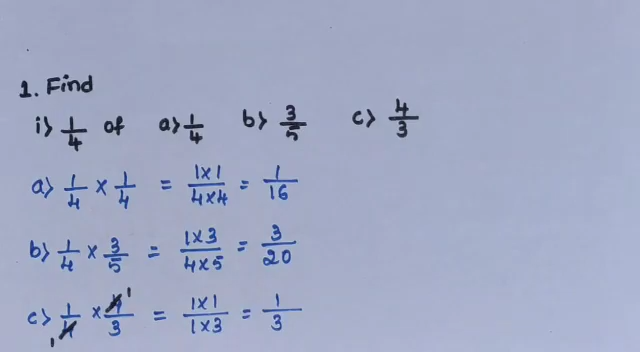 1. Find
i) 1/4 of a) 1/4 b) 3/5 c) 4/3
a) 1/4 × 1/4 = 1×1/4×4 = 1/16
b) 1/4 × 3/5 = 1×3/4×5 = 3/20
c) 1/4 1 × 4/3 1 = 1×1/1×3 = 1/3